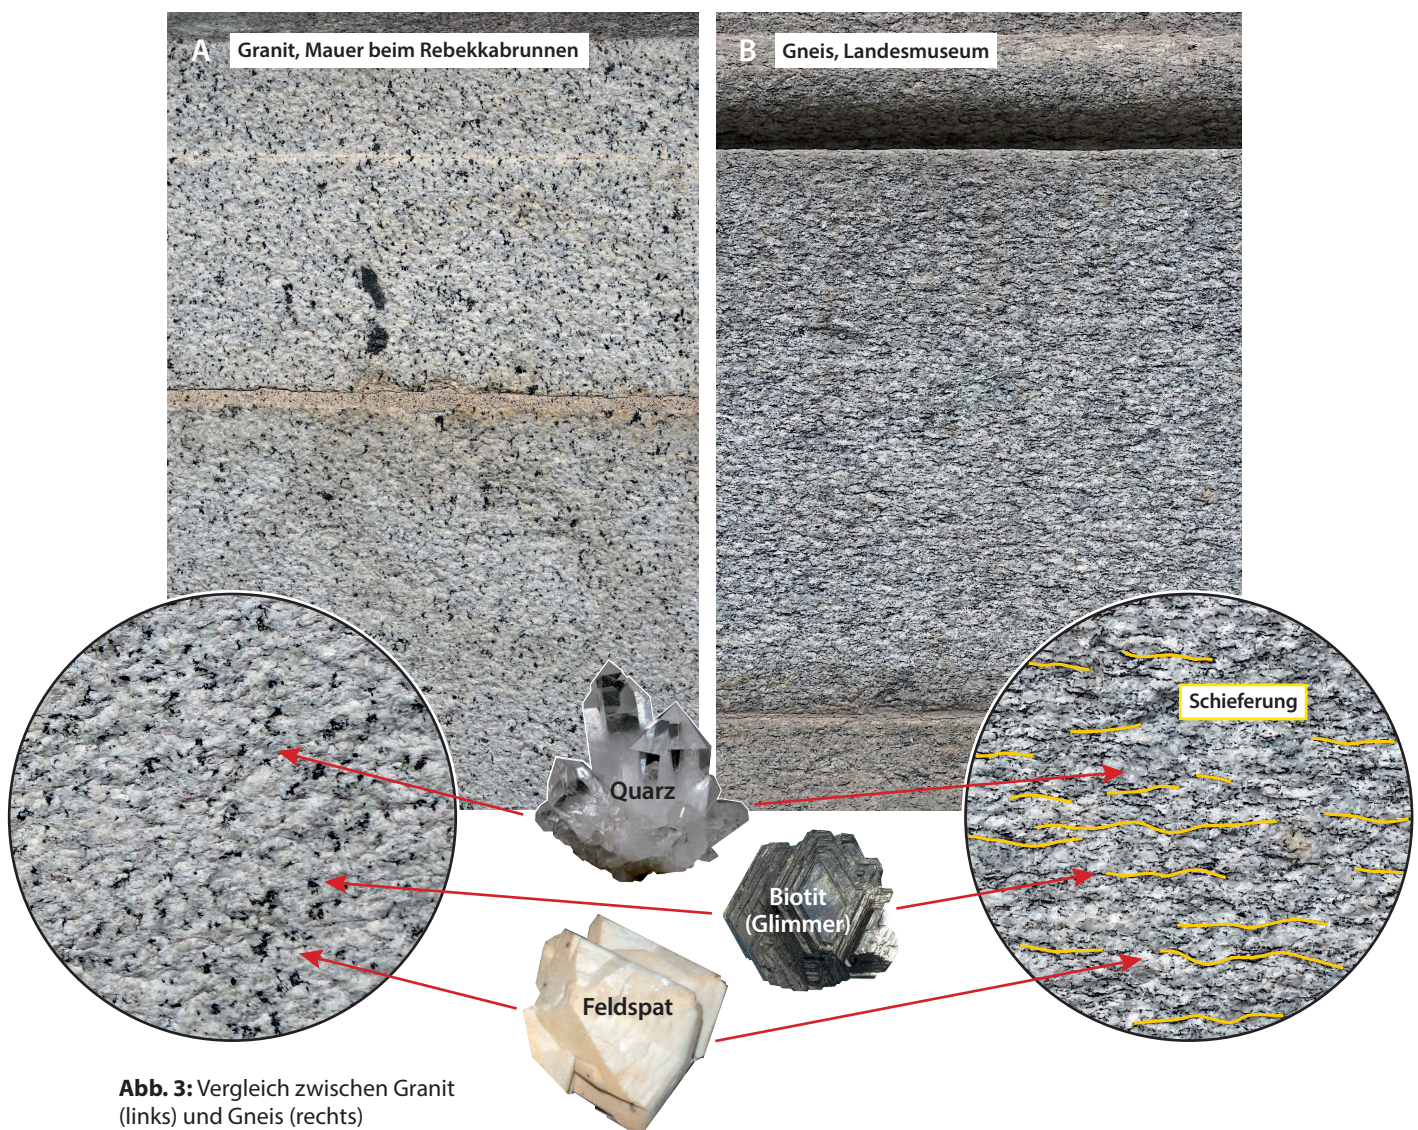 A
Granit, Mauer beim Rebekkabrunnen
B
Gneis, Landesmuseum
Schieferung
Quarz
Biotit
(Glimmer)
Feldspat
Abb. 3: Vergleich zwischen Granit
(links) und Gneis (rechts)